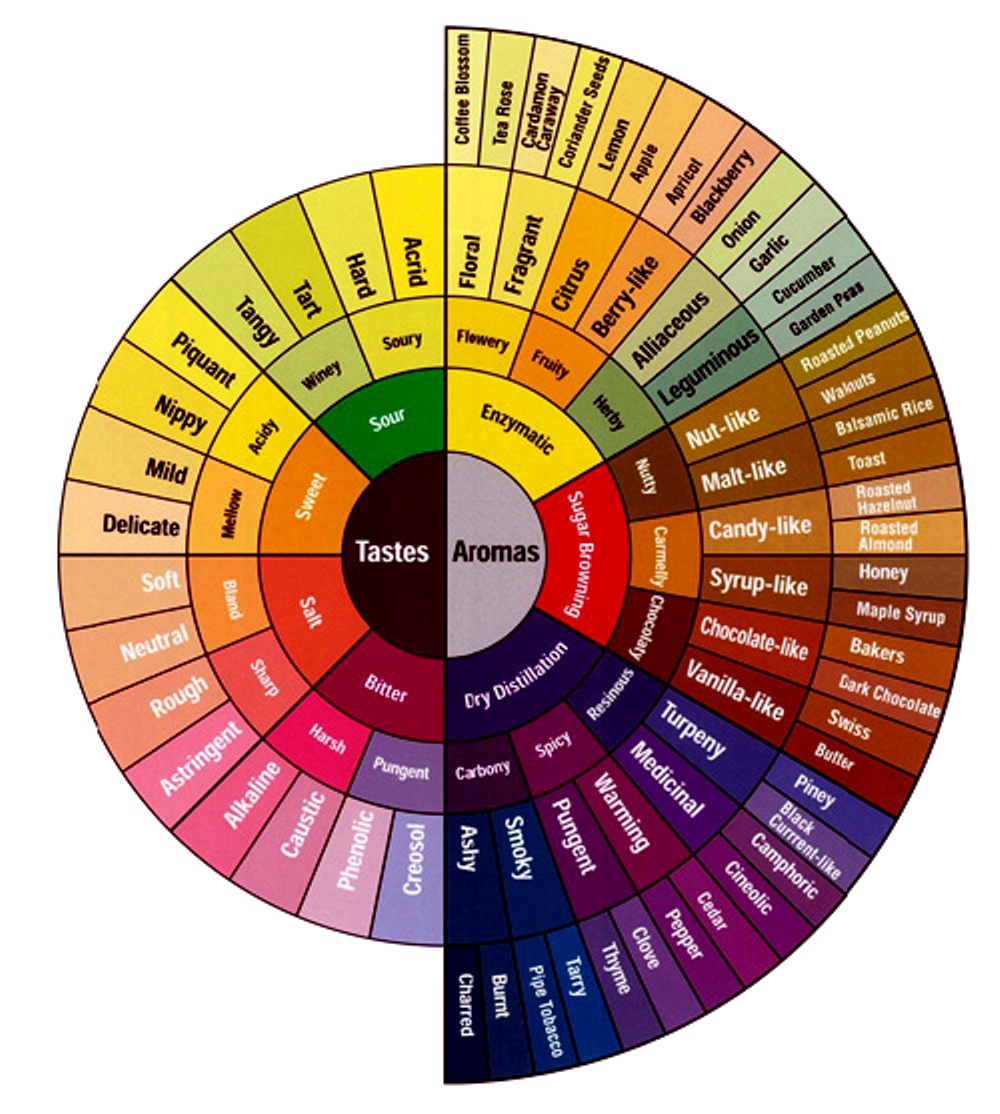 Coffee Blossom
Tea Rose
Cardamon
Caraway
Coriander Seeds
Lemon
Apple
Apricot
Blackberry
Onion
Garlic
Cucumber
Garden Peas
Roasted Peanuts
Walnuts
Balsamic Rice
Toast
Roasted
Hazelnut
Roasted
Almond
Honey
Maple Syrup
Bakers
Dark Chocolate
Swiss
Butter
Piney
Black
Currrent-like
Camphoric
Cineolic
Cedar
Pepper
Clove
Thyme
Tarry
Pipe Tobacco
Burnt
Charred
Floral
Fragrant
Citrus
Berry-like
Alliaceous
Leguminous
Nut-like
Malt-like
Candy-like
Syrup-like
Chocolate-like
Vanilla-like
Turpeny
Medicinal
Warming
Pungent
Smoky
Ashy
Flowery
Fruity
Herby
Nutty
Carmelly
Chocolaty
Resinous
Spicy
Carbony
Enzymatic
Sugar Browning
Dry Distillation
Aromas
Tastes
Sour
Sweet
Salt
Bitter
Soury
Winey
Acidy
Mellow
Bland
Sharp
Harsh
Pungent
Acrid
Hard
Tart
Tangy
Piquant
Nippy
Mild
Delicate
Soft
Neutral
Rough
Astringent
Alkaline
Caustic
Phenolic
Creosol